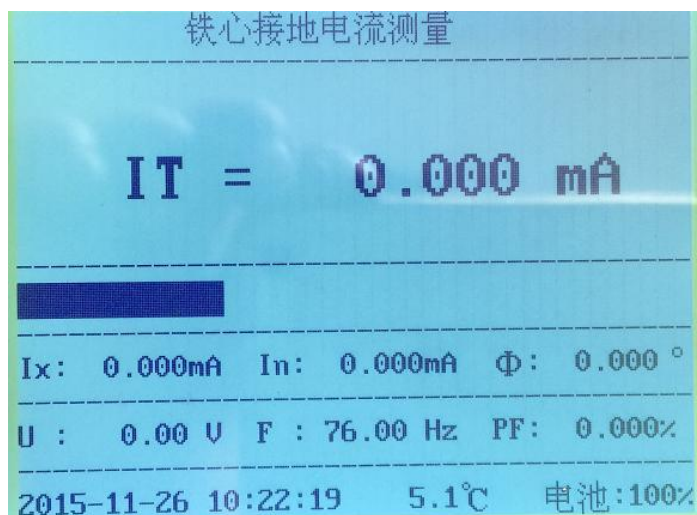 铁心接地电流测量
IT = 0.000 mA
Ix: 0.000mA In: 0.000mA Φ: 0.000°
U : 0.00 V F : 76.00 Hz PF: 0.000%
2015-11-26 10:22:19 5.1℃ 电池:100%